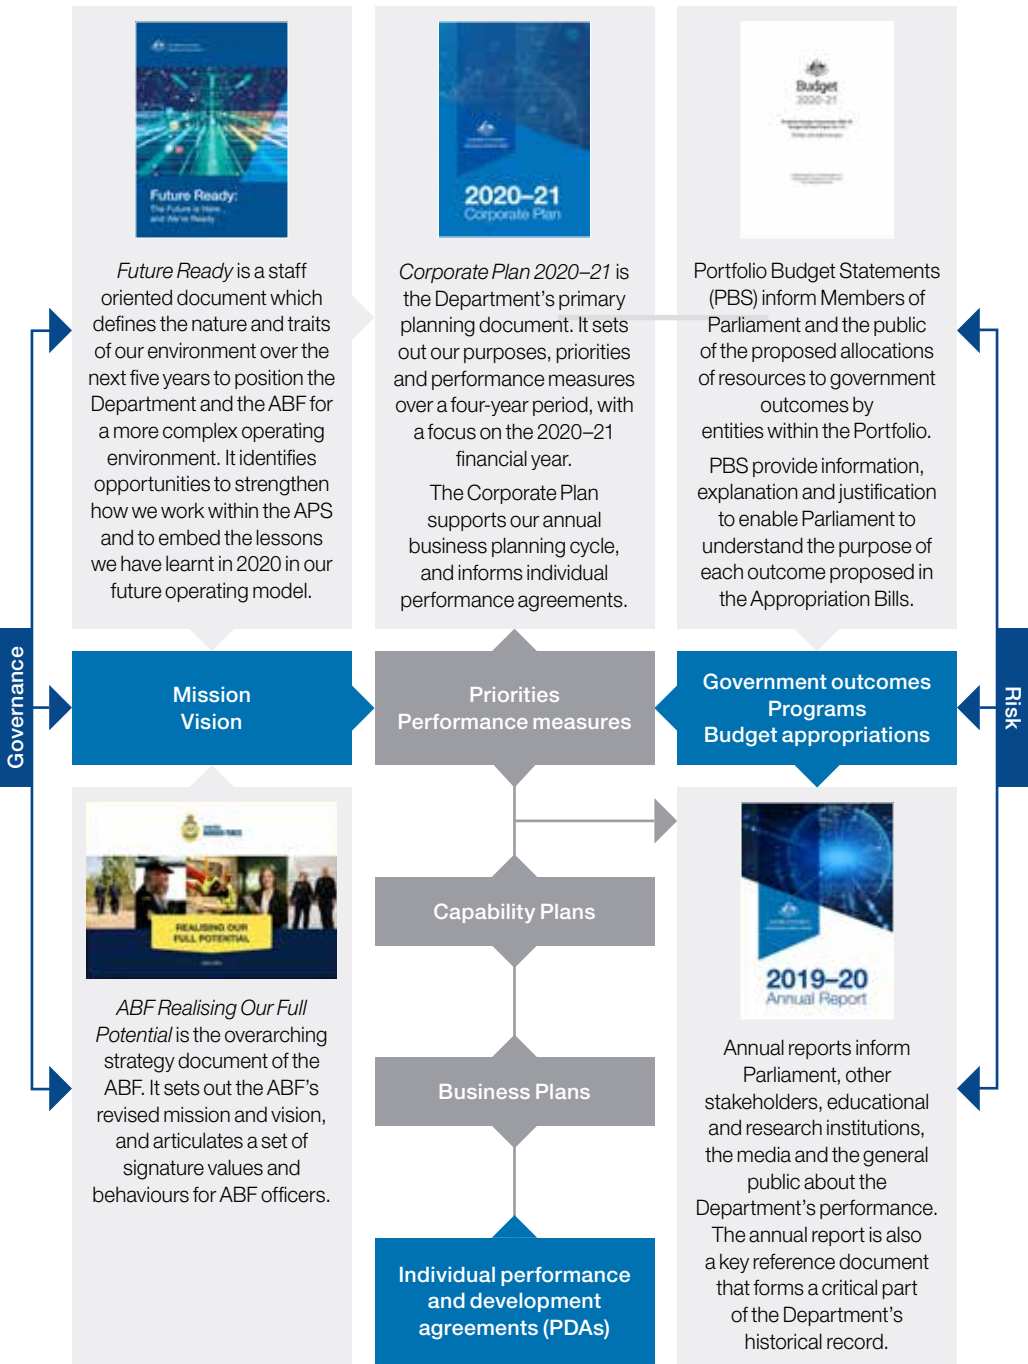 Future Ready:
The Future is Now
and We're Ready
Future Ready is a staff
oriented document which
defines the nature and traits
of our environment over the
next five years to position the
Department and the ABF for
a more complex operating
environment. It identifies
opportunities to strengthen
how we work within the APS
and to embed the lessons
we have learnt in 2020 in our
future operating model.
2020–21
Corporate Plan
Corporate Plan 2020–21 is
the Department's primary
planning document. It sets
out our purposes, priorities
and performance measures
over a four-year period, with
a focus on the 2020–21
financial year.
The Corporate Plan
supports our annual
business planning cycle,
and informs individual
performance agreements.
Budget
2020–21
Portfolio Budget Statements
(PBS) inform Members of
Parliament and the public
of the proposed allocations
of resources to government
outcomes by
entities within the Portfolio.
PBS provide information,
explanation and justification
to enable Parliament to
understand the purpose of
each outcome proposed in
the Appropriation Bills.
Governance
Mission
Vision
Priorities
Performance measures
Government outcomes
Programs
Budget appropriations
Risk
BORDER FORCE
REALISING OUR
FULL POTENTIAL
ABF Realising Our Full
Potential is the overarching
strategy document of the
ABF. It sets out the ABF's
revised mission and vision,
and articulates a set of
signature values and
behaviours for ABF officers.
Capability Plans
Business Plans
Individual performance
and development
agreements (PDAs)
2019–20
Annual Report
Annual reports inform
Parliament, other
stakeholders, educational
and research institutions,
the media and the general
public about the
Department's performance.
The annual report is also
a key reference document
that forms a critical part
of the Department's
historical record.